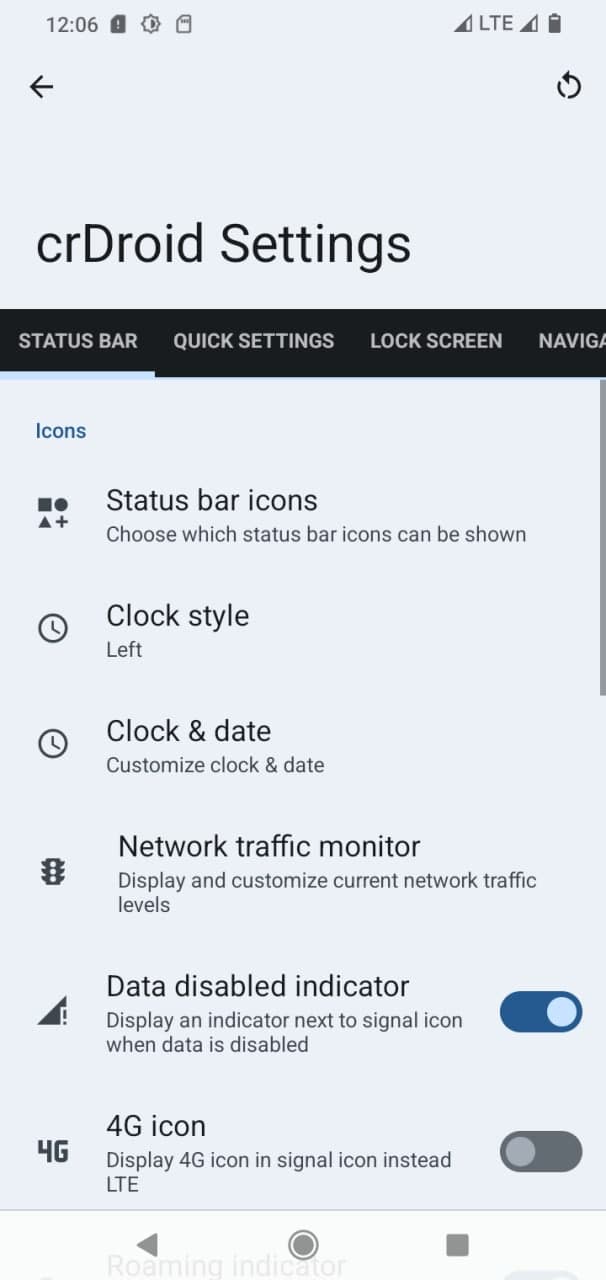 12:06 LTE
crDroid Settings
STATUS BAR QUICK SETTINGS LOCK SCREEN NAVIGA
Icons
Status bar icons
Choose which status bar icons can be shown
Clock style
Left
Clock & date
Customize clock & date
Network traffic monitor
Display and customize current network traffic
levels
Data disabled indicator
Display an indicator next to signal icon
when data is disabled
4G 4G icon
Display 4G icon in signal icon instead
LTE
Roaming indicator